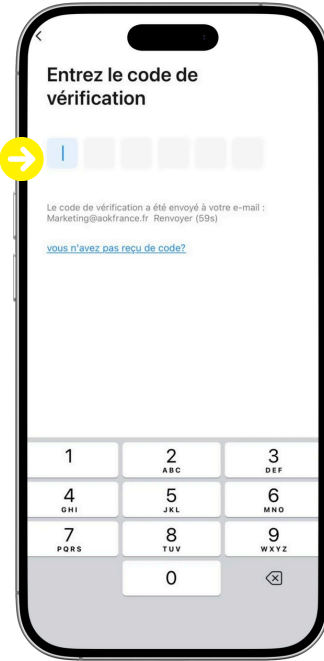 Entrez le code de
vérification
Le code de vérification a été envoyé à votre e-mail :
Marketing@aokfrance.fr Renvoyer (59s)
vous n'avez pas reçu de code?
1
2
ABC
3
DEF
4
GHI
5
JKL
6
MNO
7
PQRS
8
TUV
9
WXYZ
0